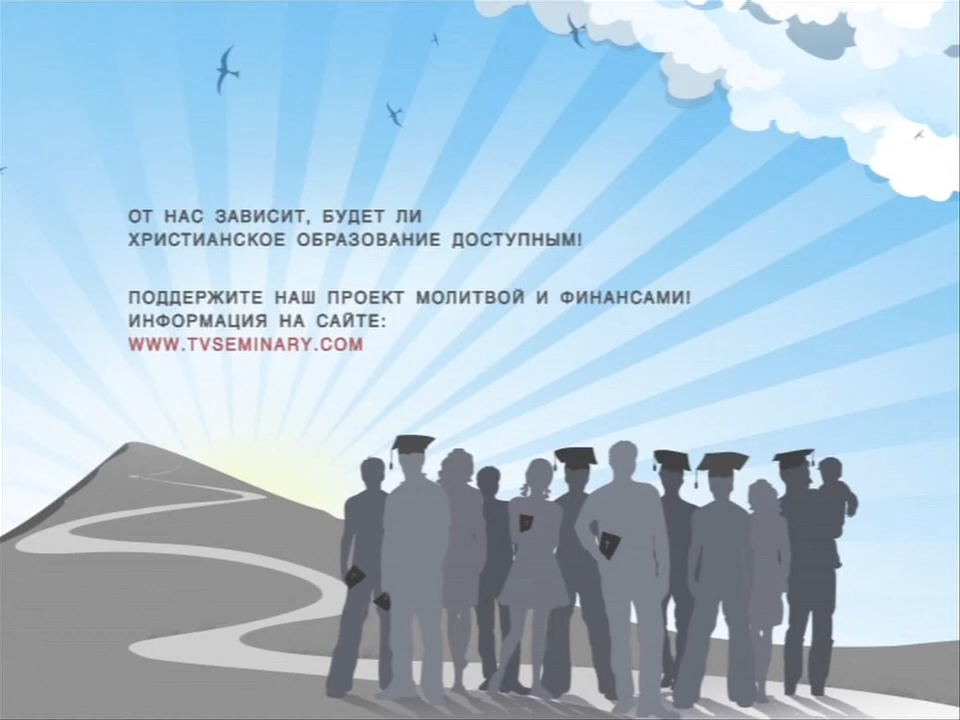 ОТ НАС ЗАВИСИТ, БУДЕТ ЛИ
ХРИСТИАНСКОЕ ОБРАЗОВАНИЕ ДОСТУПНЫМ!
ПОДДЕРЖИТЕ НАШ ПРОЕКТ МОЛИТВОЙ И ФИНАНСАМИ!
ИНФОРМАЦИЯ НА САЙТЕ:
WWW.TVSEMINARY.COM